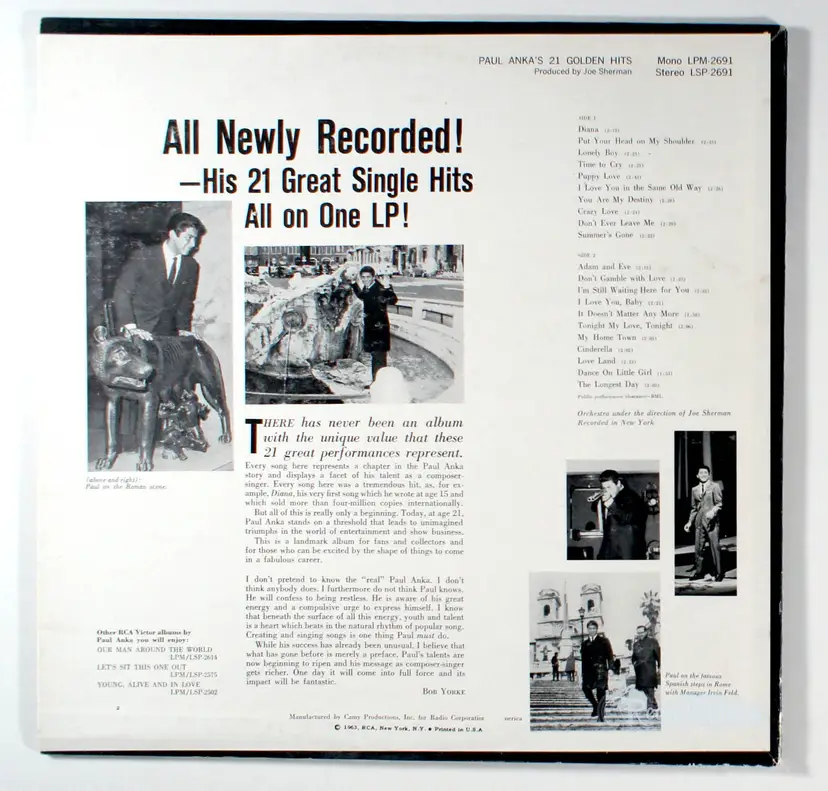 PAUL ANKA'S 21 GOLDEN HITS Mono LPM-2691
Produced by Joe Sherman Stereo LSP-2691
All Newly Recorded!
—His 21 Great Single Hits
All on One LP!
(above and right):
Paul on the Roman scene.
THERE has never been an album
with the unique value that these
21 great performances represent.
Every song here represents a chapter in the Paul Anka
story and displays a facet of his talent as a composer-
singer. Every song here was a tremendous hit, as, for ex-
ample, Diana, his very first song which he wrote at age 15 and
which sold more than four-million copies internationally.
But all of this is really only a beginning. Today, at age 21,
Paul Anka stands on a threshold that leads to unimagined
triumphs in the world of entertainment and show business.
This is a landmark album for fans and collectors and
for those who can be excited by the shape of things to come
in a fabulous career.
I don't pretend to know the "real" Paul Anka. I don't
think anybody does. I furthermore do not think Paul knows.
He will confess to being restless. He is aware of his great
energy and a compulsive urge to express himself. I know
that beneath the surface of all this energy, youth and talent
is a heart which beats in the natural rhythm of popular song.
Creating and singing songs is one thing Paul must do.
While his success has already been unusual, I believe that
what has gone before is merely a preface. Paul's talents are
now beginning to ripen and his message as composer-singer
gets richer. One day it will come into full force and its
impact will be fantastic.
BOB YORKE
Other RCA Victor albums by
Paul Anka you will enjoy:
OUR MAN AROUND THE WORLD
LPM/LSP-2614
LET'S SIT THIS ONE OUT
LPM/LSP-2575
YOUNG, ALIVE AND IN LOVE
LPM/LSP-2502
SIDE 1
Diana
Put Your Head on My Shoulder
Lonely Boy
Time to Cry
Puppy Love
I Love You in the Same Old Way
You Are My Destiny
Crazy Love
Don't Ever Leave Me
Summer's Gone
SIDE 2
Adam and Eve
Don't Gamble with Love
I'm Still Waiting Here for You
I Love You, Baby
It Doesn't Matter Any More
Tonight My Love, Tonight
My Home Town
Cinderella
Love Land
Dance On Little Girl
The Longest Day
Public performance clearance—BMI.
Orchestra under the direction of Joe Sherman
Recorded in New York
Paul on the famous
Spanish steps in Rome
with Manager Irvin Feld.
Manufactured by Camy Productions, Inc. for Radio Corporation merica
© 1963, RCA, New York, N.Y. • Printed in U.S.A